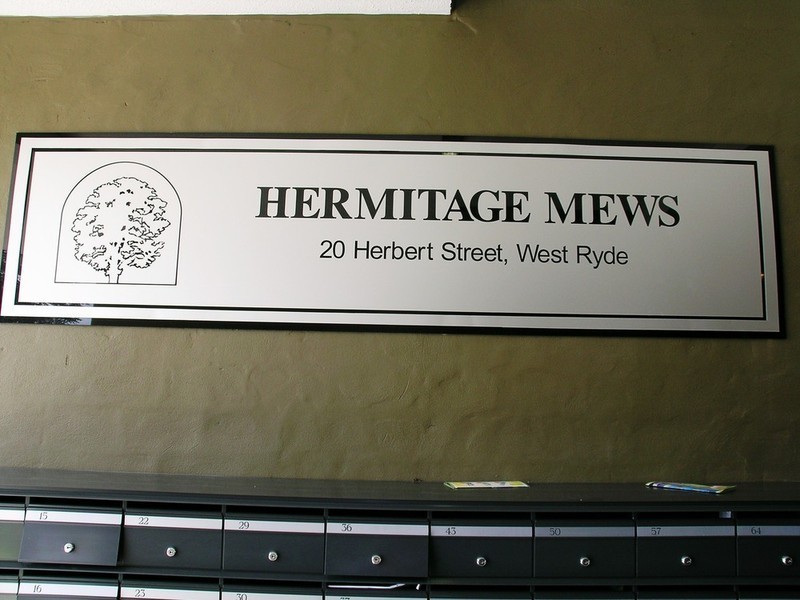 HERMITAGE MEWS
20 Herbert Street, West Ryde
15 22 29 36 43 50 57 64
16 23 30